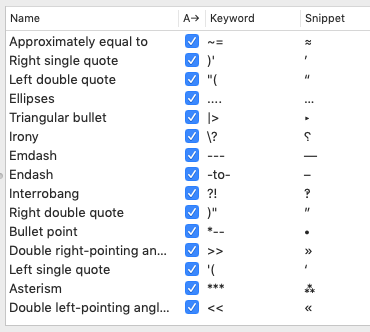 Name A→ Keyword Snippet
Approximately equal to ~= ≈
Right single quote )' ’
Left double quote "( “
Ellipses .... …
Triangular bullet |> ‣
Irony \? ⸮
Emdash --- —
Endash -to- –
Interrobang ?! ‽
Right double quote )" ”
Bullet point *-- •
Double right-pointing an... >> »
Left single quote '( ‘
Asterism *** ⁂
Double left-pointing angl... << «